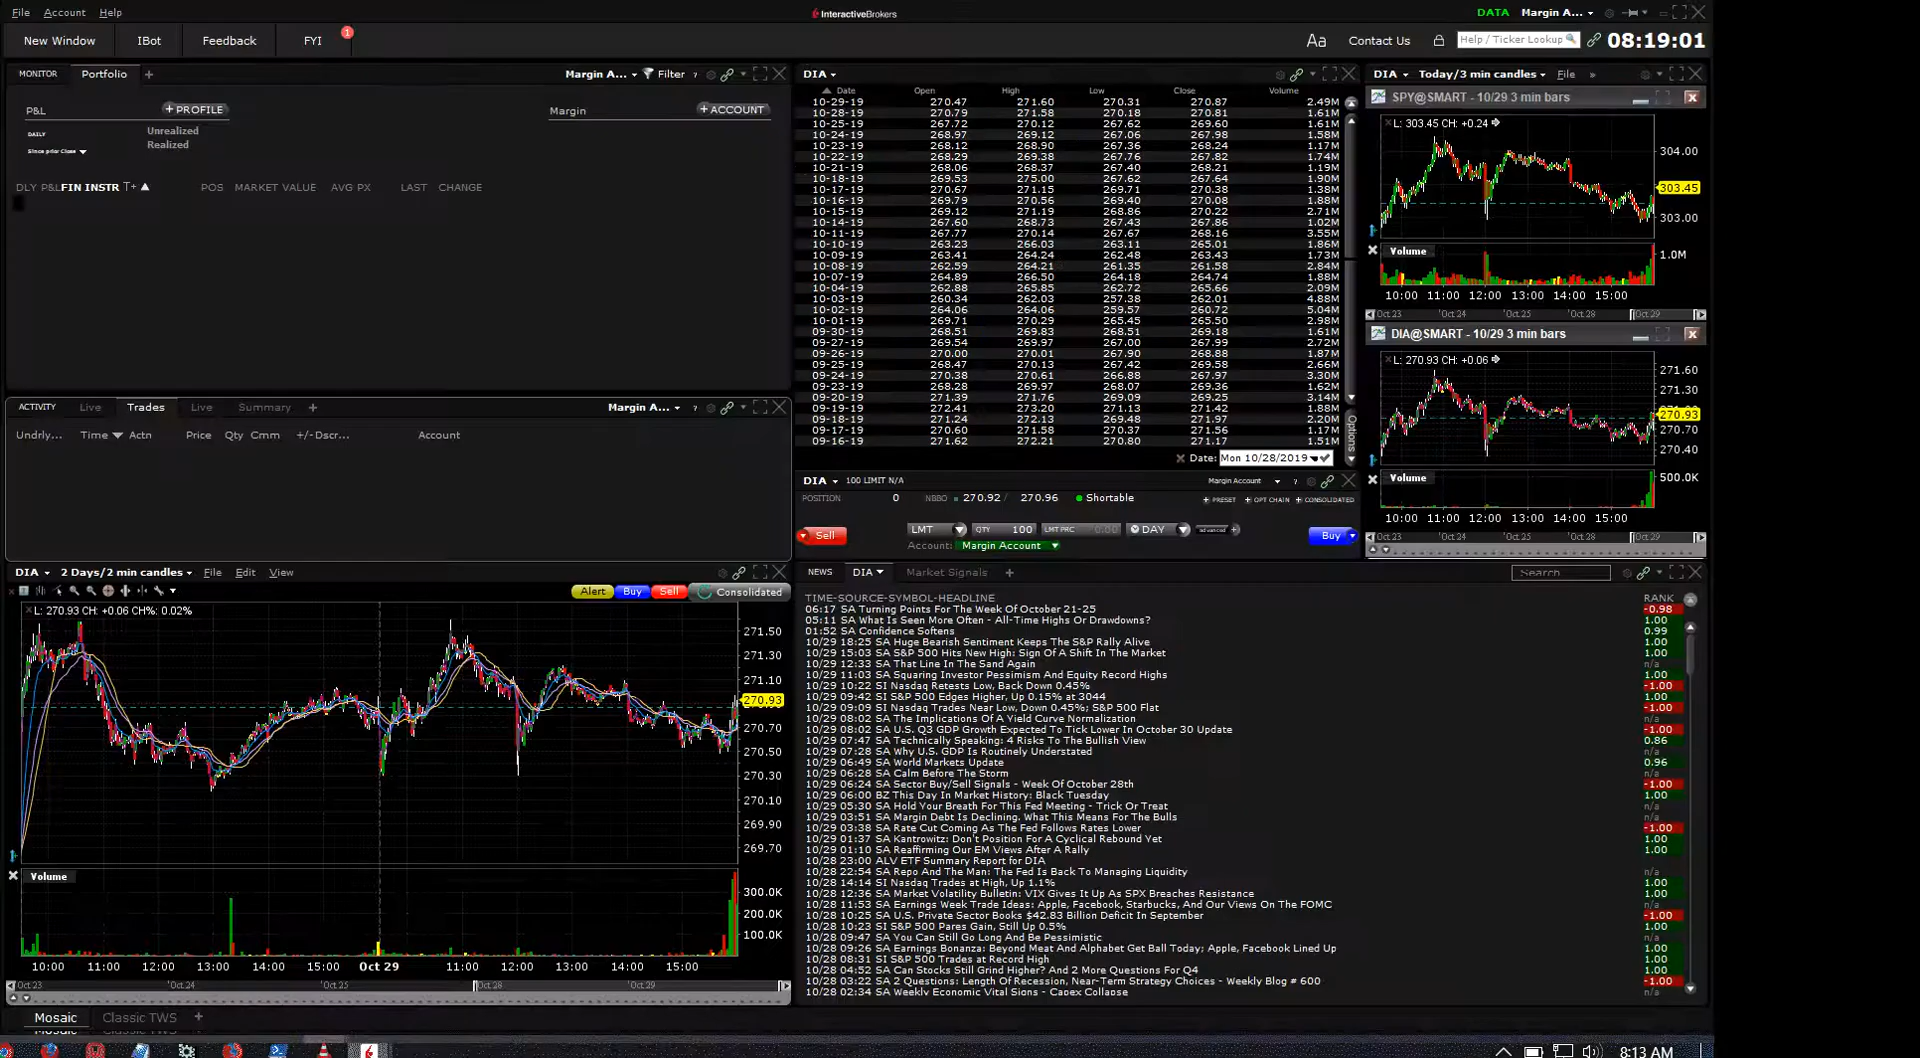 File Account Help
InteractiveBrokers
DATA Margin A...
New Window IBot Feedback FYI 1
Aa Contact Us Help / Ticker Lookup 08:19:01
MONITOR Portfolio +
Margin A... Filter ?
P&L + PROFILE
Margin + ACCOUNT
DAILY Unrealized
Realized
Since prior Close
DLY P&L FIN INSTR POS MARKET VALUE AVG PX LAST CHANGE
DIA
Date Open High Low Close Volume
10-29-19 270.47 271.60 270.31 270.87 2.49M
10-28-19 270.79 271.58 270.18 270.81 1.61M
10-25-19 267.72 270.12 267.62 269.60 1.61M
10-24-19 268.97 269.12 267.06 267.98 1.58M
10-23-19 268.12 268.90 267.36 268.24 1.17M
10-22-19 268.29 269.38 267.76 267.82 1.74M
10-21-19 268.06 268.37 267.40 268.21 1.19M
10-18-19 269.53 275.00 267.62 267.64 1.90M
10-17-19 270.67 271.15 269.71 270.38 1.38M
10-16-19 269.79 270.56 269.40 270.08 1.88M
10-15-19 269.12 271.19 268.86 270.22 2.71M
10-14-19 267.60 268.73 267.43 267.86 1.02M
10-11-19 267.77 270.14 267.67 268.16 3.55M
10-10-19 263.23 266.03 263.11 265.01 1.86M
10-09-19 263.41 264.24 262.48 263.43 1.73M
10-08-19 262.59 264.21 261.35 261.58 2.84M
10-07-19 264.89 266.50 264.18 264.74 1.88M
10-04-19 262.88 265.85 262.72 265.66 2.09M
10-03-19 260.34 262.03 257.38 262.01 4.88M
10-02-19 264.06 264.06 259.57 260.72 5.04M
10-01-19 269.71 270.29 265.45 265.50 2.98M
09-30-19 268.51 269.83 268.51 269.18 1.61M
09-27-19 269.54 269.97 267.00 267.99 2.72M
09-26-19 270.00 270.01 267.90 268.88 1.87M
09-25-19 268.47 270.13 267.42 269.58 2.66M
09-24-19 270.38 270.61 266.88 267.97 3.30M
09-23-19 268.28 269.97 268.07 269.36 1.62M
09-20-19 271.39 271.76 269.09 269.25 3.14M
09-19-19 272.41 273.20 271.13 271.42 1.88M
09-18-19 271.24 272.13 269.48 271.97 2.20M
09-17-19 270.60 271.58 270.37 271.56 1.17M
09-16-19 271.62 272.21 270.80 271.17 1.51M
Options
Date: Mon 10/28/2019
DIA Today/3 min candles File »
SPY@SMART - 10/29 3 min bars
L: 303.45 CH: +0.24
304.00
303.45
303.00
Volume
1.0M
10:00 11:00 12:00 13:00 14:00 15:00
Oct 23 Oct 24 Oct 25 Oct 28 Oct 29
DIA@SMART - 10/29 3 min bars
L: 270.93 CH: +0.06
271.60
271.30
270.93
270.70
270.40
Volume
500.0K
10:00 11:00 12:00 13:00 14:00 15:00
Oct 23 Oct 24 Oct 25 Oct 28 Oct 29
ACTIVITY Live Trades Live Summary +
Margin A... ?
Undrly... Time Actn Price Qty Cmm +/- Dscr... Account
DIA 100 LIMIT N/A Margin Account ?
POSITION 0 NBBO 270.92 / 270.96 Shortable + PRESET + OPT CHAIN + CONSOLIDATED
Sell LMT QTY 100 LMT PRC 0.00 DAY advanced + Buy
Account: Margin Account
DIA 2 Days/2 min candles File Edit View
Alert Buy Sell Consolidated
L: 270.93 CH: +0.06 CH%: 0.02%
271.50
271.30
271.10
270.93
270.70
270.50
270.30
270.10
269.90
269.70
Volume
300.0K
200.0K
100.0K
10:00 11:00 12:00 13:00 14:00 15:00 Oct 29 11:00 12:00 13:00 14:00 15:00
Oct 23 Oct 24 Oct 25 Oct 28 Oct 29
NEWS DIA Market Signals + Search
TIME-SOURCE-SYMBOL-HEADLINE RANK
06:17 SA Turning Points For The Week Of October 21-25 -0.98
05:11 SA What Is Seen More Often - All-Time Highs Or Drawdowns? 1.00
01:52 SA Confidence Softens 0.99
10/29 18:25 SA Huge Bearish Sentiment Keeps The S&P Rally Alive 1.00
10/29 15:03 SA S&P 500 Hits New High: Sign Of A Shift In The Market 1.00
10/29 12:33 SA That Line In The Sand Again n/a
10/29 11:03 SA Squaring Investor Pessimism And Equity Record Highs 1.00
10/29 10:22 SI Nasdaq Retests Low, Back Down 0.45% -1.00
10/29 09:42 SI S&P 500 Edges Higher, Up 0.15% at 3044 1.00
10/29 09:09 SI Nasdaq Trades Near Low, Down 0.45%; S&P 500 Flat -1.00
10/29 08:02 SA The Implications Of A Yield Curve Normalization n/a
10/29 08:02 SA U.S. Q3 GDP Growth Expected To Tick Lower In October 30 Update -1.00
10/29 07:47 SA Technically Speaking: 4 Risks To The Bullish View 0.86
10/29 07:28 SA Why U.S. GDP Is Routinely Understated n/a
10/29 06:49 SA World Markets Update 0.96
10/29 06:28 SA Calm Before The Storm n/a
10/29 06:24 SA Sector Buy/Sell Signals - Week Of October 28th -1.00
10/29 06:00 BZ This Day In Market History: Black Tuesday 1.00
10/29 05:30 SA Hold Your Breath For This Fed Meeting - Trick Or Treat n/a
10/29 03:51 SA Margin Debt Is Declining. What This Means For The Bulls n/a
10/29 03:38 SA Rate Cut Coming As The Fed Follows Rates Lower -1.00
10/29 01:37 SA Kantrowitz: Don't Position For A Cyclical Rebound Yet 1.00
10/29 01:10 SA Reaffirming Our EM Views After A Rally 1.00
10/28 23:00 ALV ETF Summary Report for DIA n/a
10/28 22:54 SA Repo And The Man: The Fed Is Back To Managing Liquidity n/a
10/28 14:14 SI Nasdaq Trades at High, Up 1.1% 1.00
10/28 12:36 SA Market Volatility Bulletin: VIX Gives It Up As SPX Breaches Resistance 1.00
10/28 11:53 SA Earnings Week Trade Ideas: Apple, Facebook, Starbucks, And Our Views On The FOMC n/a
10/28 10:25 SA U.S. Private Sector Books $42.83 Billion Deficit In September -1.00
10/28 10:23 SI S&P 500 Pares Gain, Still Up 0.5% 1.00
10/28 09:47 SA You Can Still Go Long And Be Pessimistic n/a
10/28 09:26 SA Earnings Bonanza: Beyond Meat And Alphabet Get Ball Today; Apple, Facebook Lined Up 1.00
10/28 08:31 SI S&P 500 Trades at Record High 1.00
10/28 04:52 SA Can Stocks Still Grind Higher? And 2 More Questions For Q4 1.00
10/28 03:22 SA 2 Questions: Length Of Recession, Near-Term Strategy Choices - Weekly Blog # 600 -1.00
10/28 02:34 SA Weekly Economic Vital Signs - Capex Collapse n/a
Mosaic Classic TWS +
Mosaic Classic TWS
8:13 AM